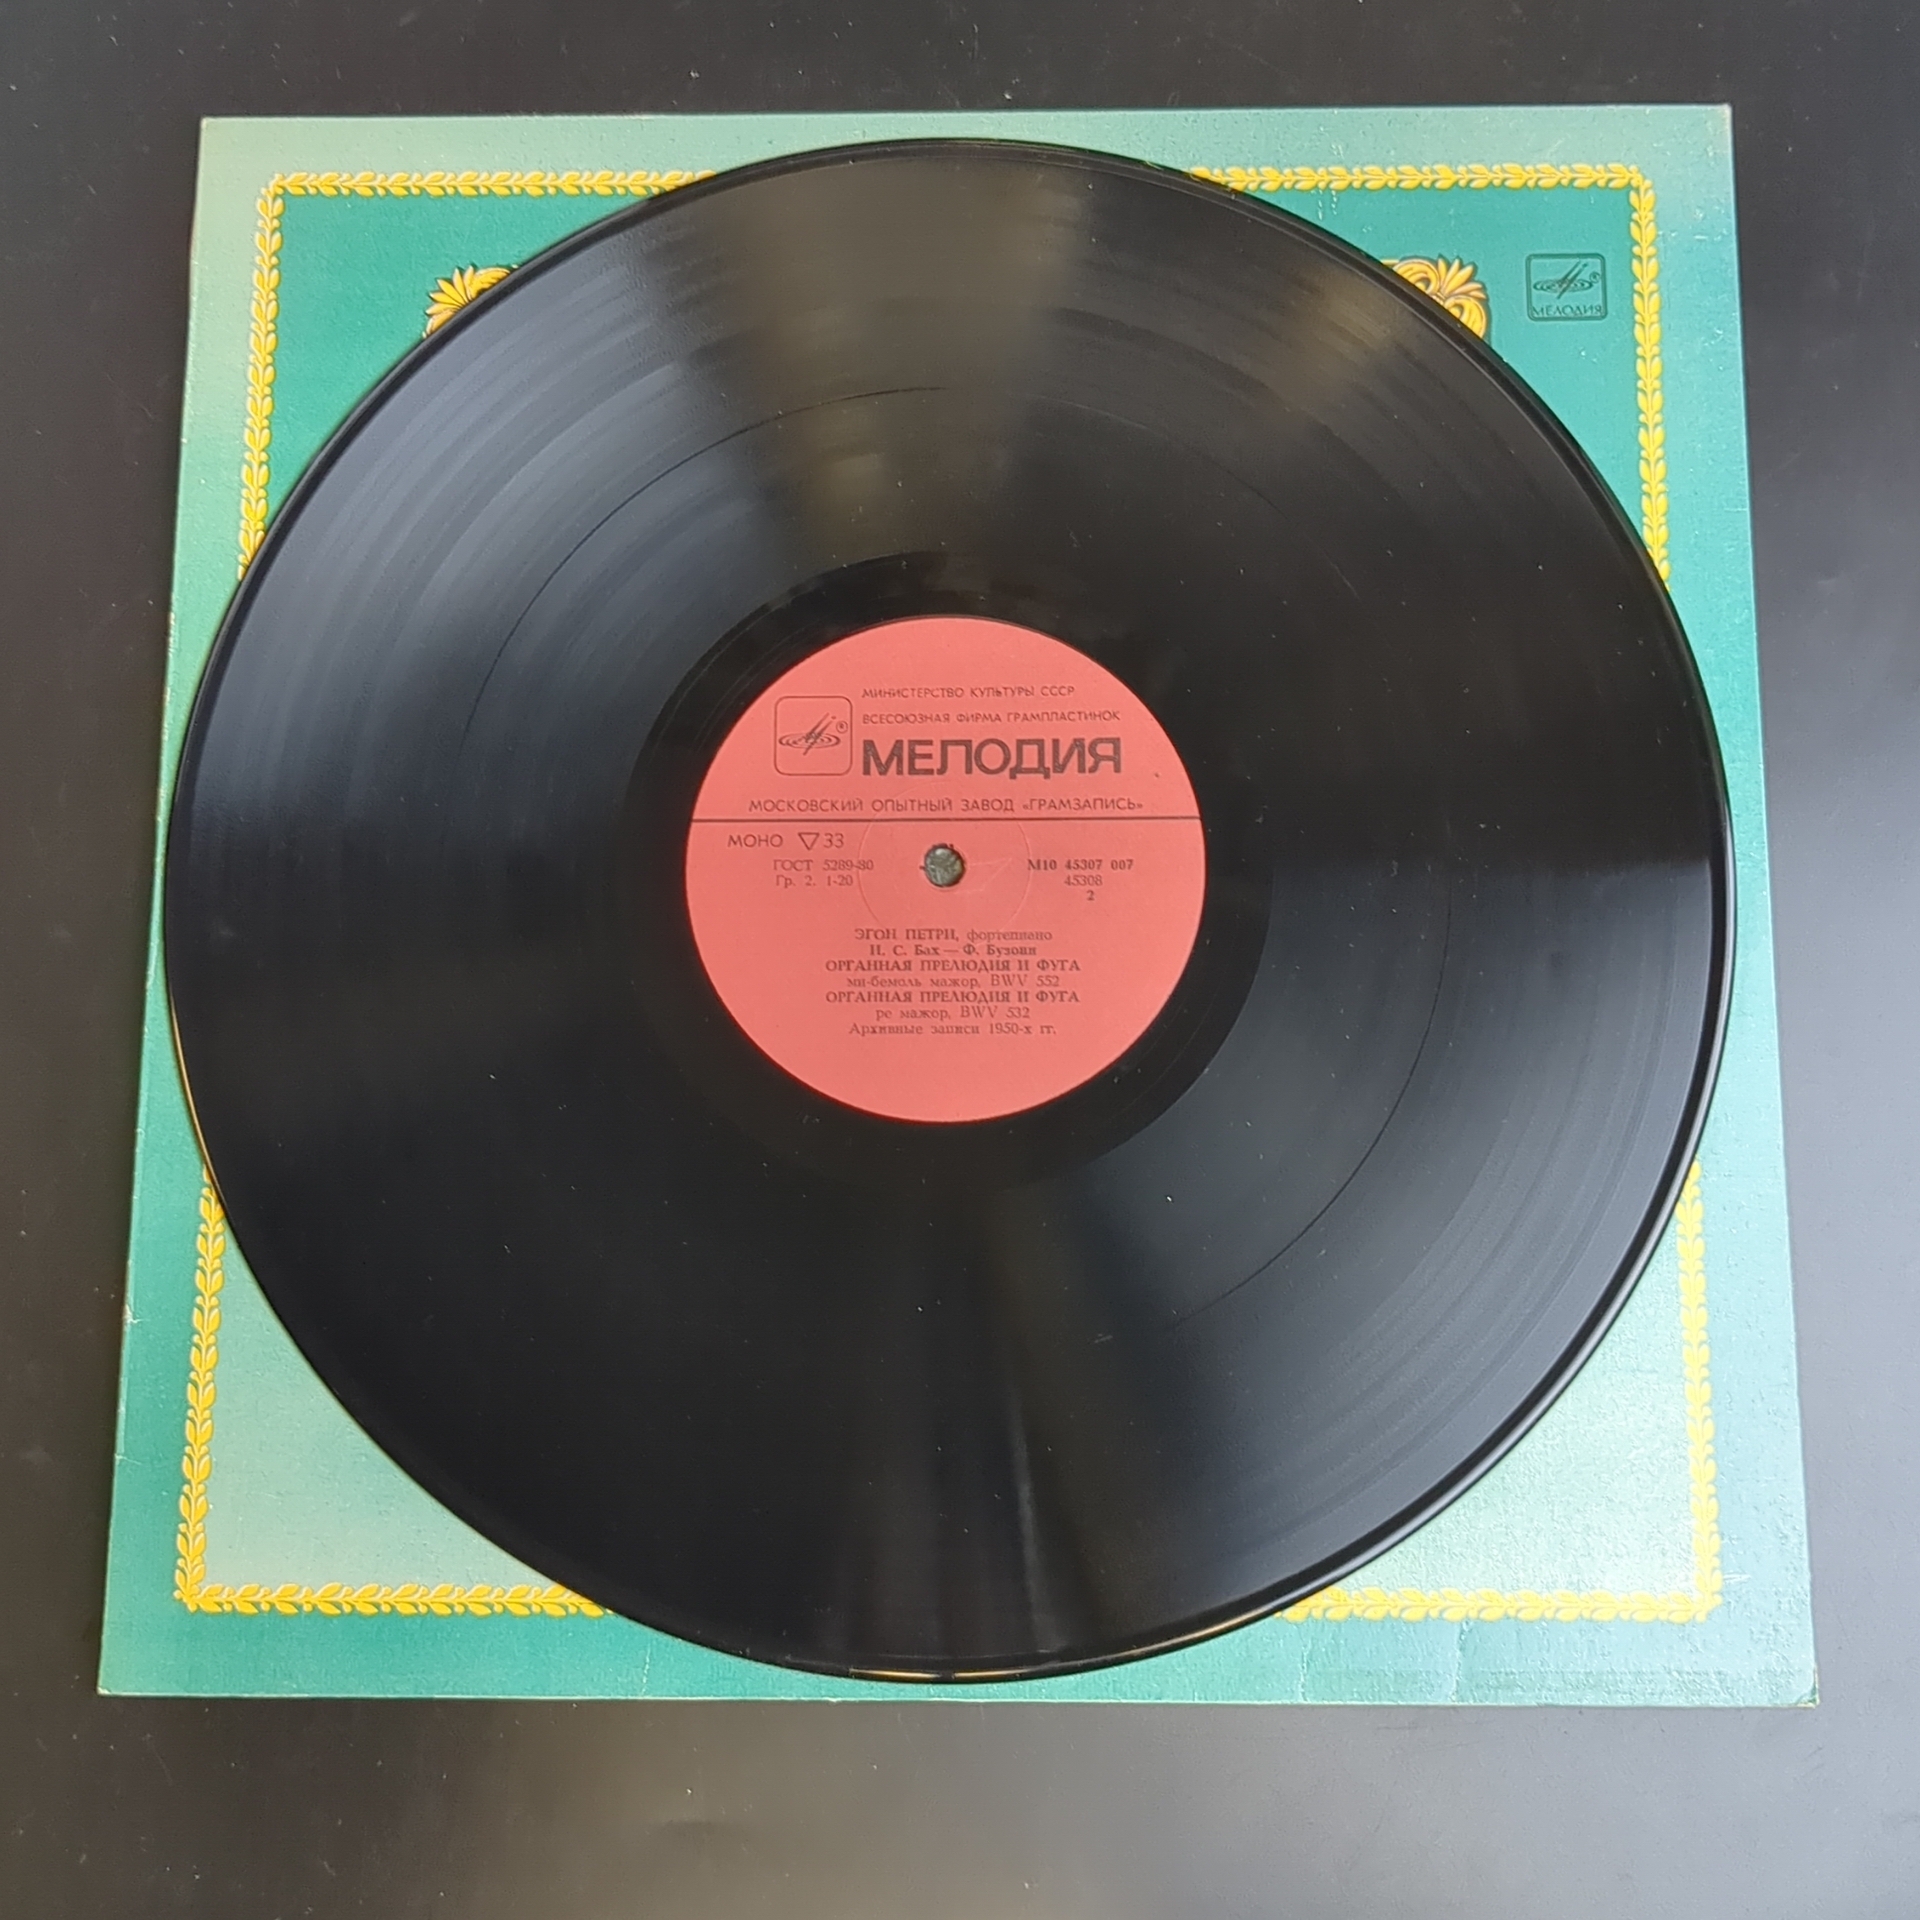 МЕЛОДИЯ
МИНИСТЕРСТВО КУЛЬТУРЫ СССР
ВСЕСОЮЗНАЯ ФИРМА ГРАМПЛАСТИНОК
МЕЛОДИЯ
МОСКОВСКИЙ ОПЫТНЫЙ ЗАВОД «ГРАМЗАПИСЬ»
МОНО ▽ 33
ГОСТ 5289-80
Гр. 2. 1-20
М10 45307 007
45308
2
ЭГОН ПЕТРИ, фортепиано
И. С. Бах — Ф. Бузони
ОРГАННАЯ ПРЕЛЮДИЯ И ФУГА
ми-бемоль мажор, BWV 552
ОРГАННАЯ ПРЕЛЮДИЯ И ФУГА
ре мажор, BWV 532
Архивные записи 1950-х гг.